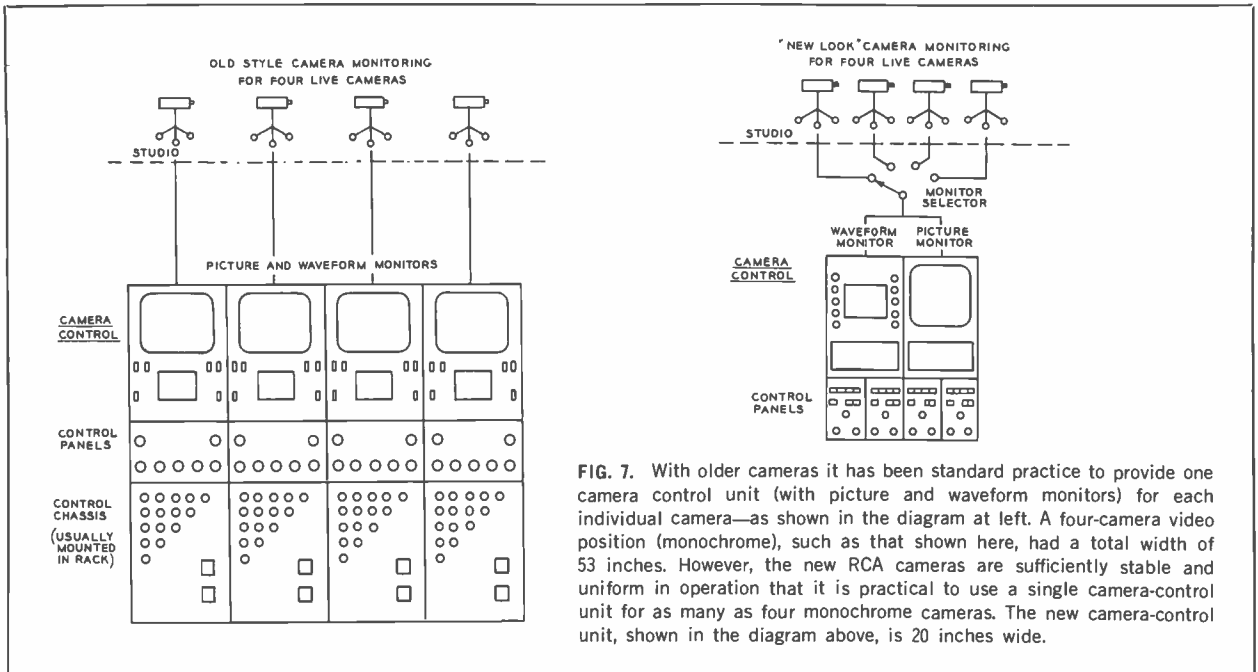 OLD STYLE CAMERA MONITORING
FOR FOUR LIVE CAMERAS
STUDIO
PICTURE AND WAVEFORM MONITORS
CAMERA
CONTROL
CONTROL
PANELS
CONTROL
CHASSIS
(USUALLY
MOUNTED
IN RACK)
"NEW LOOK" CAMERA MONITORING
FOR FOUR LIVE CAMERAS
STUDIO
MONITOR
SELECTOR
WAVEFORM
MONITOR
PICTURE
MONITOR
CAMERA
CONTROL
CONTROL
PANELS
FIG. 7. With older cameras it has been standard practice to provide one
camera control unit (with picture and waveform monitors) for each
individual camera—as shown in the diagram at left. A four-camera video
position (monochrome), such as that shown here, had a total width of
53 inches. However, the new RCA cameras are sufficiently stable and
uniform in operation that it is practical to use a single camera-control
unit for as many as four monochrome cameras. The new camera-control
unit, shown in the diagram above, is 20 inches wide.